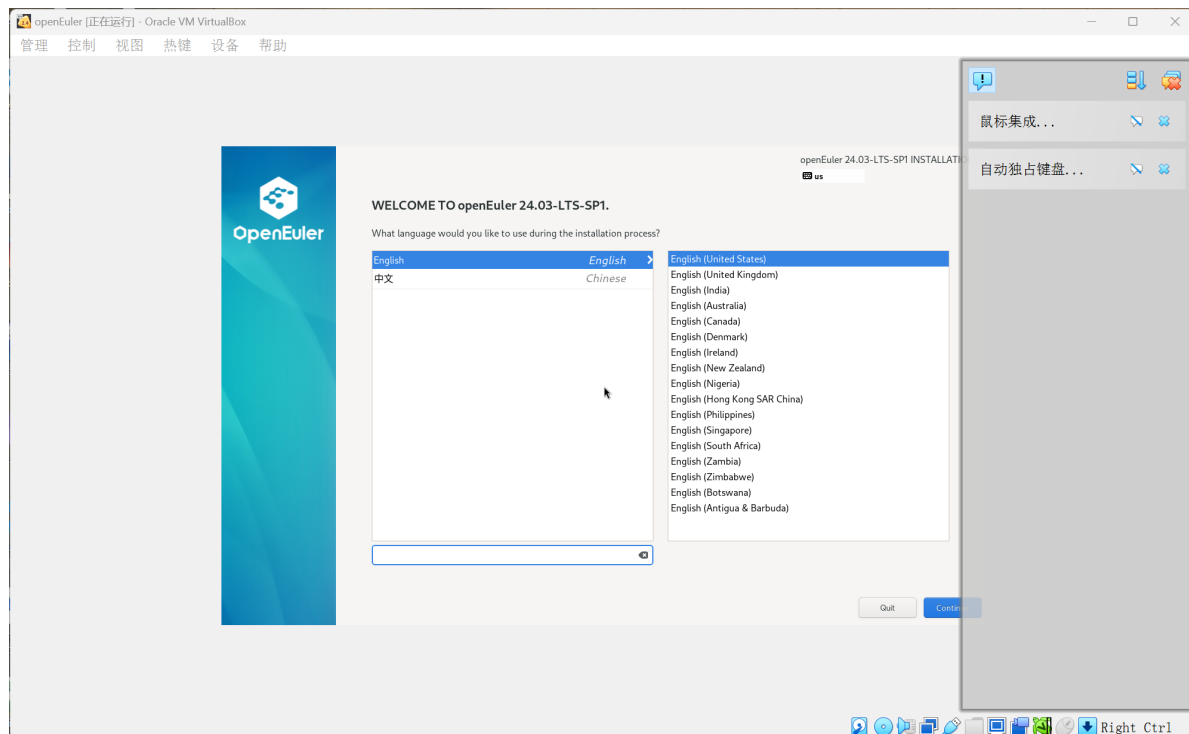 openEuler [正在运行] - Oracle VM VirtualBox
管理 控制 视图 热键 设备 帮助
鼠标集成...
自动独占键盘...
openEuler 24.03-LTS-SP1 INSTALLATIO
us
OpenEuler
WELCOME TO openEuler 24.03-LTS-SP1.
What language would you like to use during the installation process?
English English
中文 Chinese
English (United States)
English (United Kingdom)
English (India)
English (Australia)
English (Canada)
English (Denmark)
English (Ireland)
English (New Zealand)
English (Nigeria)
English (Hong Kong SAR China)
English (Philippines)
English (Singapore)
English (South Africa)
English (Zambia)
English (Zimbabwe)
English (Botswana)
English (Antigua & Barbuda)
Quit
Contin
Right Ctrl